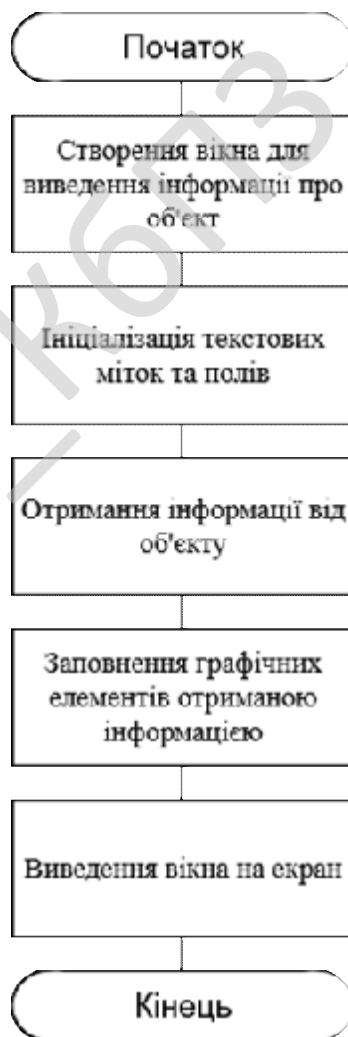 Початок
Створення вікна для
виведення інформації про
об'єкт
Ініціалізація текстових
міток та полів
Отримання інформації від
об'єкту
Заповнення графічних
елементів отриманою
інформацією
Виведення вікна на екран
Кінець
КбПЗ